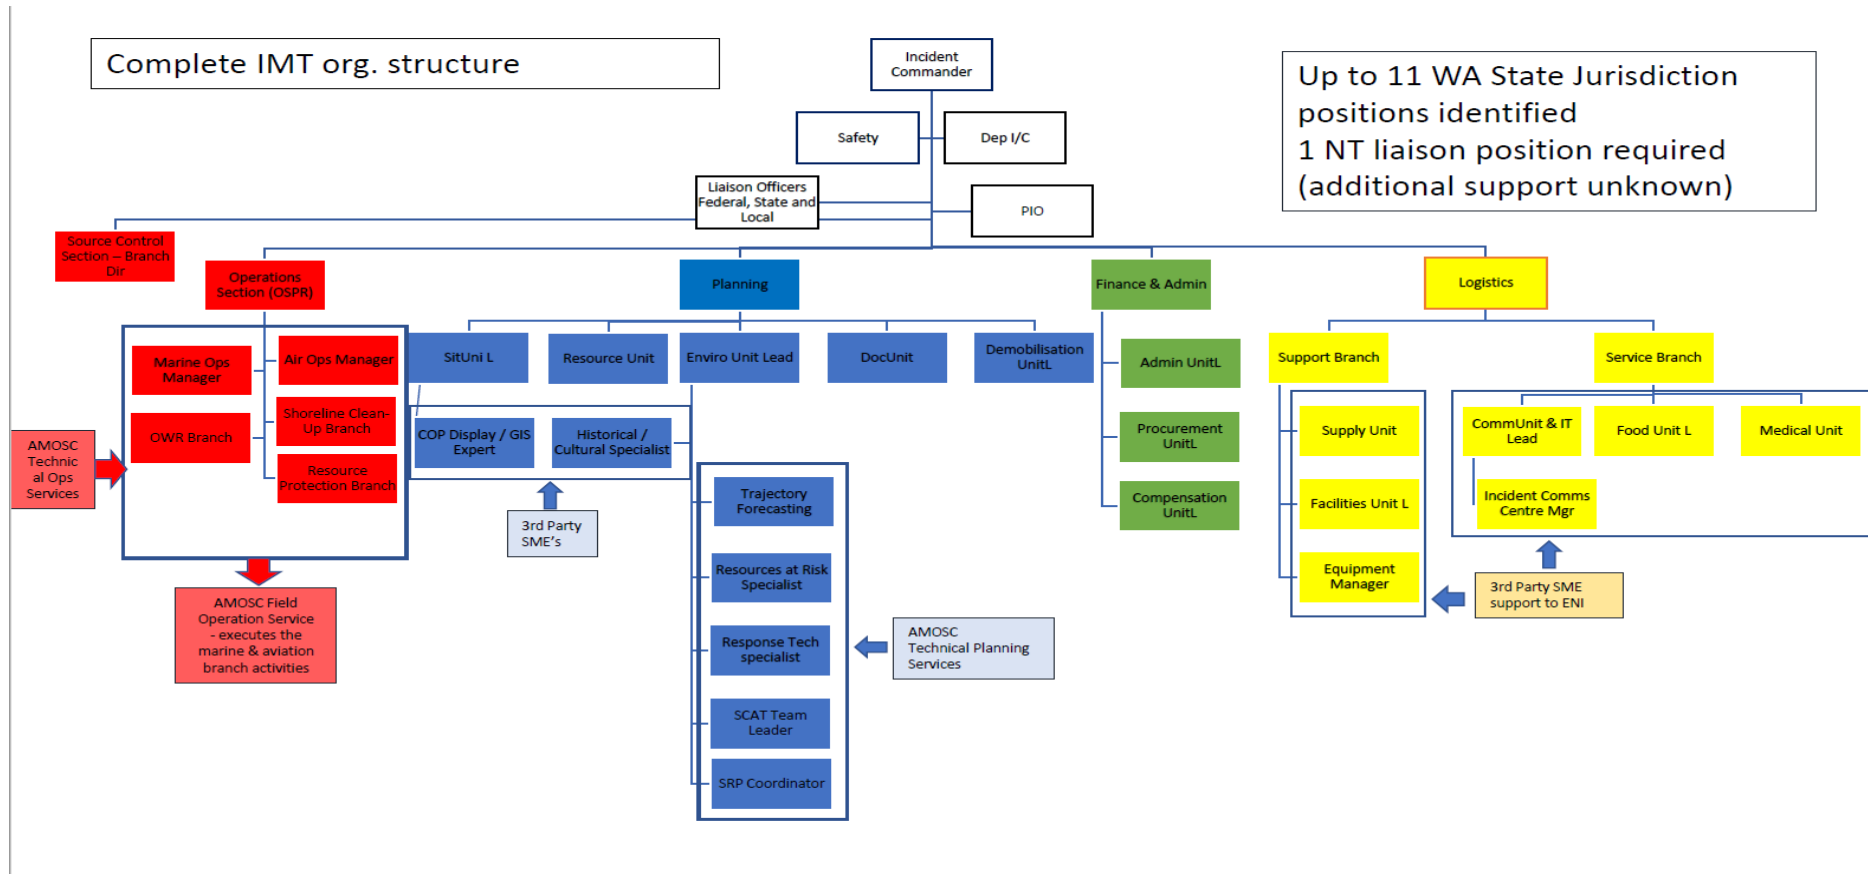 Complete IMT org. structure
Incident
Commander
Up to 11 WA State Jurisdiction
positions identified
1 NT liaison position required
(additional support unknown)
Safety
Dep I/C
Liaison Officers
Federal, State and
Local
PIO
Source Control
Section – Branch
Dir
Operations
Section (OSPR)
Planning
Finance & Admin
Logistics
Marine Ops
Manager
Air Ops Manager
SitUni L
Resource Unit
Enviro Unit Lead
DocUnit
Demobilisation
UnitL
Admin UnitL
Support Branch
Service Branch
OWR Branch
Shoreline Clean-
Up Branch
COP Display / GIS
Expert
Historical /
Cultural Specialist
Procurement
UnitL
Supply Unit
CommUnit & IT
Lead
Food Unit L
Medical Unit
AMOSC
Technic
al Ops
Services
Resource
Protection Branch
Trajectory
Forecasting
Compensation
UnitL
Facilities Unit L
Incident Comms
Centre Mgr
3rd Party
SME's
Resources at Risk
Specialist
Equipment
Manager
3rd Party SME
support to ENI
AMOSC Field
Operation Service
- executes the
marine & aviation
branch activities
Response Tech
specialist
AMOSC
Technical Planning
Services
SCAT Team
Leader
SRP Coordinator